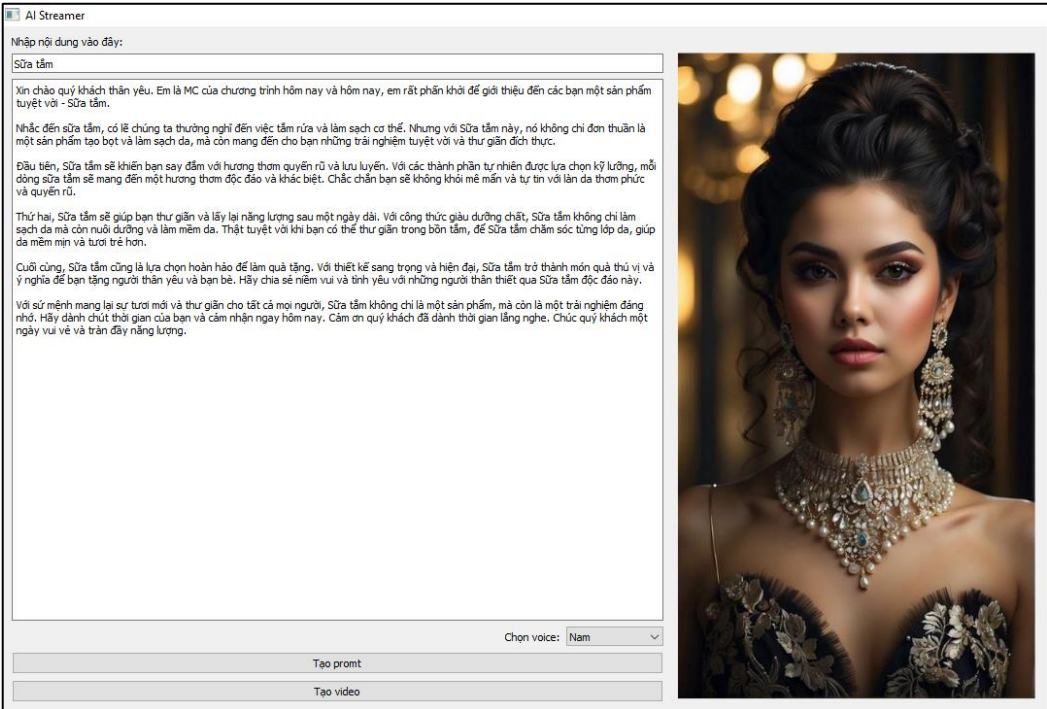 AI Streamer
Nhập nội dung vào đây:
Sữa tắm
Xin chào quý khách thân yêu. Em là MC của chương trình hôm nay và hôm nay, em rất phấn khởi để giới thiệu đến các bạn một sản phẩm
tuyệt vời - Sữa tắm.
Nhắc đến sữa tắm, có lẽ chúng ta thường nghĩ đến việc tắm rửa và làm sạch cơ thể. Nhưng với Sữa tắm này, nó không chỉ đơn thuần là
một sản phẩm tạo bọt và làm sạch da, mà còn mang đến cho bạn những trải nghiệm tuyệt vời và thư giãn đích thực.
Đầu tiên, Sữa tắm sẽ khiến bạn say đắm với hương thơm quyến rũ và lưu luyến. Với các thành phần tự nhiên được lựa chọn kỹ lưỡng, mỗi
dòng sữa tắm sẽ mang đến một hương thơm độc đáo và khác biệt. Chắc chắn bạn sẽ không khỏi mê mẩn và tự tin với làn da thơm phức
và quyến rũ.
Thứ hai, Sữa tắm sẽ giúp bạn thư giãn và lấy lại năng lượng sau một ngày dài. Với công thức giàu dưỡng chất, Sữa tắm không chỉ làm
sạch da mà còn nuôi dưỡng và làm mềm da. Thật tuyệt vời khi bạn có thể thư giãn trong bồn tắm, để Sữa tắm chăm sóc từng lớp da, giúp
da mềm mịn và tươi trẻ hơn.
Cuối cùng, Sữa tắm cũng là lựa chọn hoàn hảo để làm quà tặng. Với thiết kế sang trọng và hiện đại, Sữa tắm trở thành món quà thú vị và
ý nghĩa để bạn tặng người thân yêu và bạn bè. Hãy chia sẻ niềm vui và tình yêu với những người thân thiết qua Sữa tắm độc đáo này.
Với sứ mệnh mang lại sự tươi mới và thư giãn cho tất cả mọi người, Sữa tắm không chỉ là một sản phẩm, mà còn là một trải nghiệm đáng
nhớ. Hãy dành chút thời gian của bạn và cảm nhận ngay hôm nay. Cảm ơn quý khách đã dành thời gian lắng nghe. Chúc quý khách một
ngày vui vẻ và tràn đầy năng lượng.
Chọn voice: Nam
Tạo promt
Tạo video